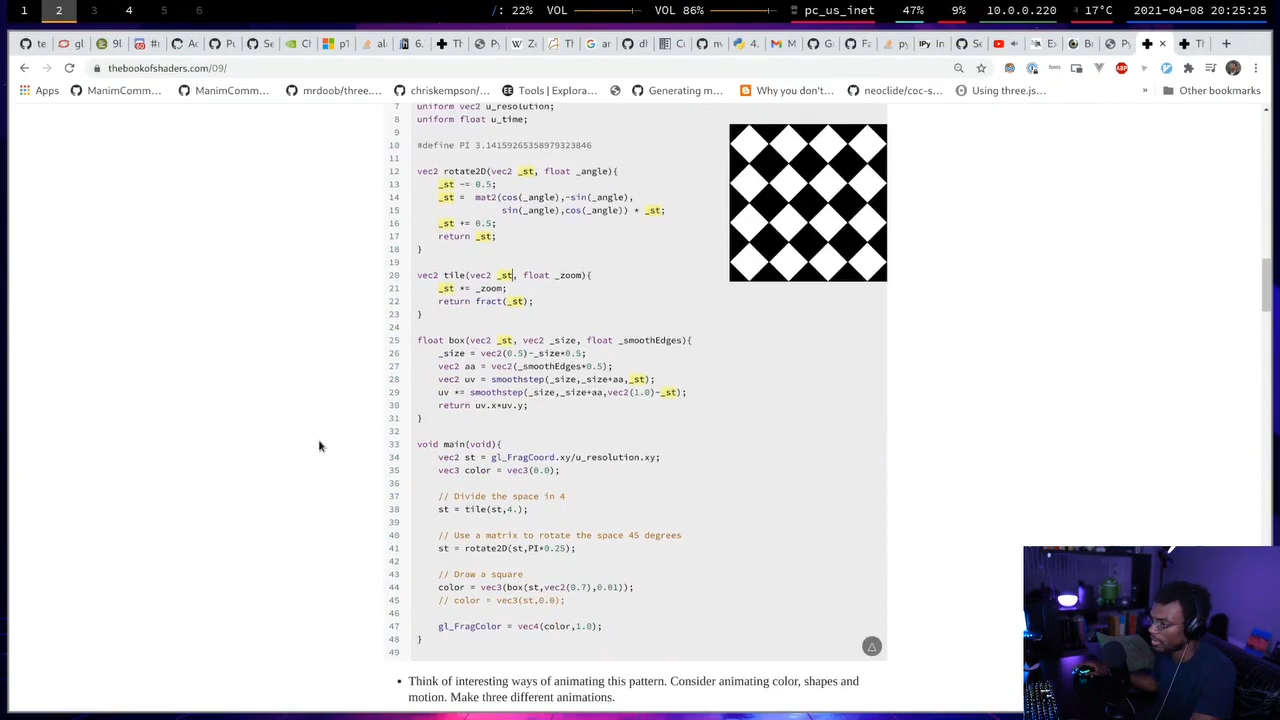 1 2 3 4 5 6 /: 22% VOL VOL 86% pc_us_inet 47% 9% 10.0.0.220 17°C 2021-04-08 20:25:25
thebookofshaders.com/09/
Apps ManimComm... ManimComm... mrdoob/three.... chriskempson/... Tools | Explora... Generating m... Why you don't... neoclide/coc-s... Using three.js... » Other bookmarks
7 uniform vec2 u_resolution;
8 uniform float u_time;
9
10 #define PI 3.14159265358979323846
11
12 vec2 rotate2D(vec2 _st, float _angle){
13 _st -= 0.5;
14 _st = mat2(cos(_angle),-sin(_angle),
15 sin(_angle),cos(_angle)) * _st;
16 _st += 0.5;
17 return _st;
18 }
19
20 vec2 tile(vec2 _st, float _zoom){
21 _st *= _zoom;
22 return fract(_st);
23 }
24
25 float box(vec2 _st, vec2 _size, float _smoothEdges){
26 _size = vec2(0.5)-_size*0.5;
27 vec2 aa = vec2(_smoothEdges*0.5);
28 vec2 uv = smoothstep(_size,_size+aa,_st);
29 uv *= smoothstep(_size,_size+aa,vec2(1.0)-_st);
30 return uv.x*uv.y;
31 }
32
33 void main(void){
34 vec2 st = gl_FragCoord.xy/u_resolution.xy;
35 vec3 color = vec3(0.0);
36
37 // Divide the space in 4
38 st = tile(st,4.);
39
40 // Use a matrix to rotate the space 45 degrees
41 st = rotate2D(st,PI*0.25);
42
43 // Draw a square
44 color = vec3(box(st,vec2(0.7),0.01));
45 // color = vec3(st,0.0);
46
47 gl_FragColor = vec4(color,1.0);
48 }
49
• Think of interesting ways of animating this pattern. Consider animating color, shapes and
motion. Make three different animations.